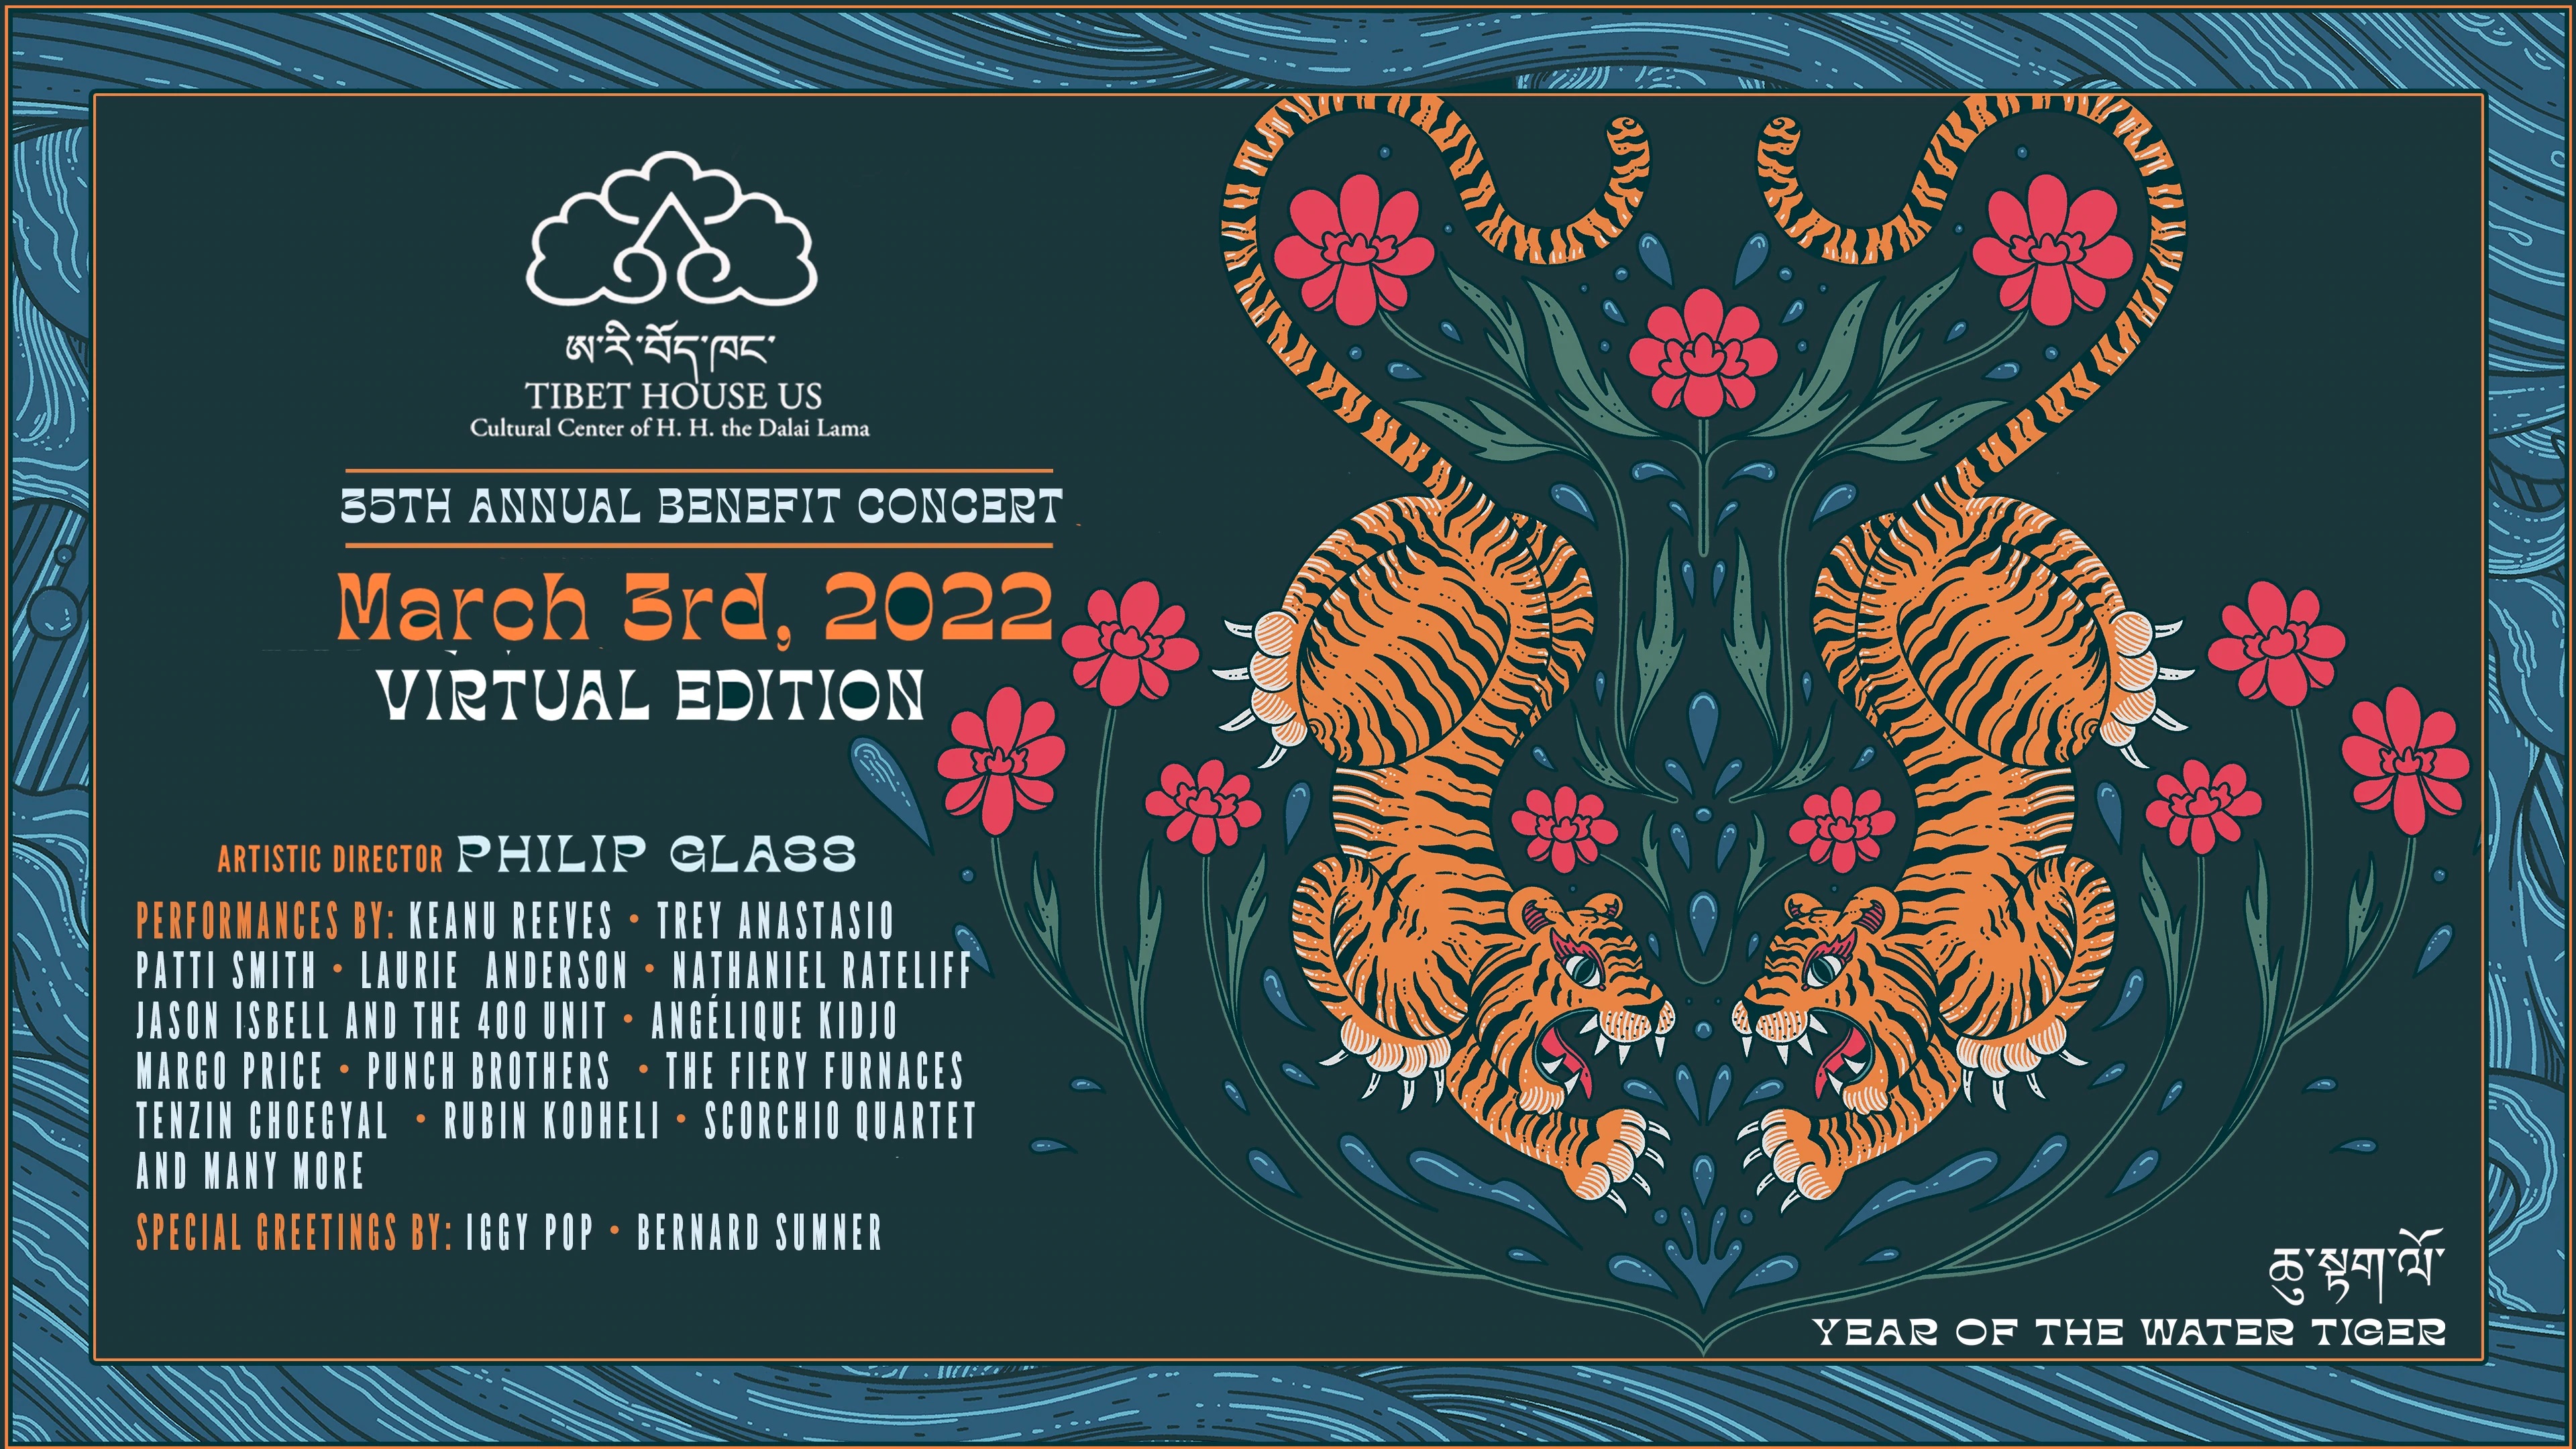 ཨ་རི་བོད་ཁང་
TIBET HOUSE US
Cultural Center of H. H. the Dalai Lama
35TH ANNUAL BENEFIT CONCERT
March 3rd, 2022
VIRTUAL EDITION
ARTISTIC DIRECTOR PHILIP GLASS
PERFORMANCES BY: KEANU REEVES • TREY ANASTASIO
PATTI SMITH • LAURIE ANDERSON • NATHANIEL RATELIFF
JASON ISBELL AND THE 400 UNIT • ANGÉLIQUE KIDJO
MARGO PRICE • PUNCH BROTHERS • THE FIERY FURNACES
TENZIN CHOEGYAL • RUBIN KODHELI • SCORCHIO QUARTET
AND MANY MORE
SPECIAL GREETINGS BY: IGGY POP • BERNARD SUMNER
ཆུ་སྟག་ལོ་
YEAR OF THE WATER TIGER